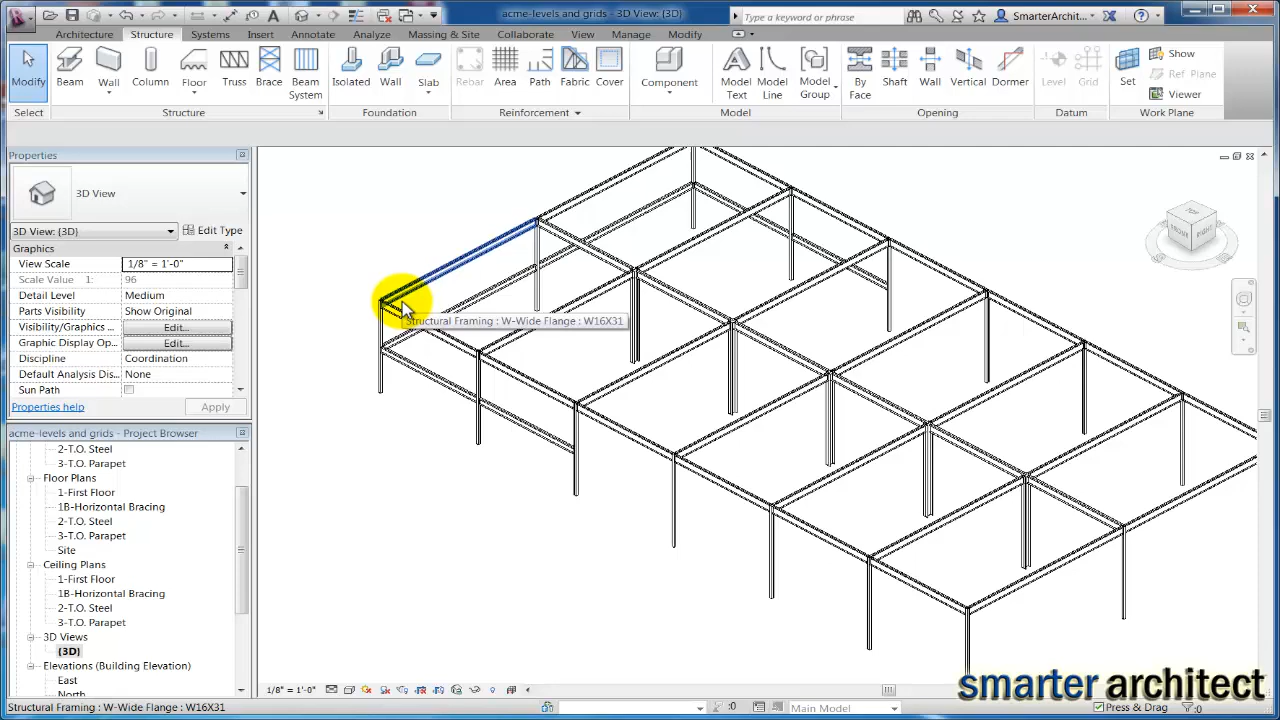 acme-levels and grids - 3D View: {3D}
Type a keyword or phrase
SmarterArchit...
Architecture Structure Systems Insert Annotate Analyze Massing & Site Collaborate View Manage Modify
Modify Beam Wall Column Floor Truss Brace Beam System Isolated Wall Slab Rebar Area Path Fabric Cover Component Model Text Model Line Model Group By Face Shaft Wall Vertical Dormer Level Grid Set Show
Ref Plane
Viewer
Select Structure Foundation Reinforcement Model Opening Datum Work Plane
Properties
3D View
3D View: {3D} Edit Type
Graphics
View Scale 1/8" = 1'-0"
Scale Value 1: 96
Detail Level Medium
Parts Visibility Show Original
Visibility/Graphics ... Edit...
Graphic Display Op... Edit...
Discipline Coordination
Default Analysis Dis... None
Sun Path
Properties help Apply
acme-levels and grids - Project Browser
2-T.O. Steel
3-T.O. Parapet
Floor Plans
1-First Floor
1B-Horizontal Bracing
2-T.O. Steel
3-T.O. Parapet
Site
Ceiling Plans
1-First Floor
1B-Horizontal Bracing
2-T.O. Steel
3-T.O. Parapet
3D Views
{3D}
Elevations (Building Elevation)
East
North
Structural Framing : W-Wide Flange : W16X31
TOP
FRONT
RIGHT
1/8" = 1'-0"
smarter architect
Structural Framing : W-Wide Flange : W16X31
:0
Main Model
Press & Drag
:0